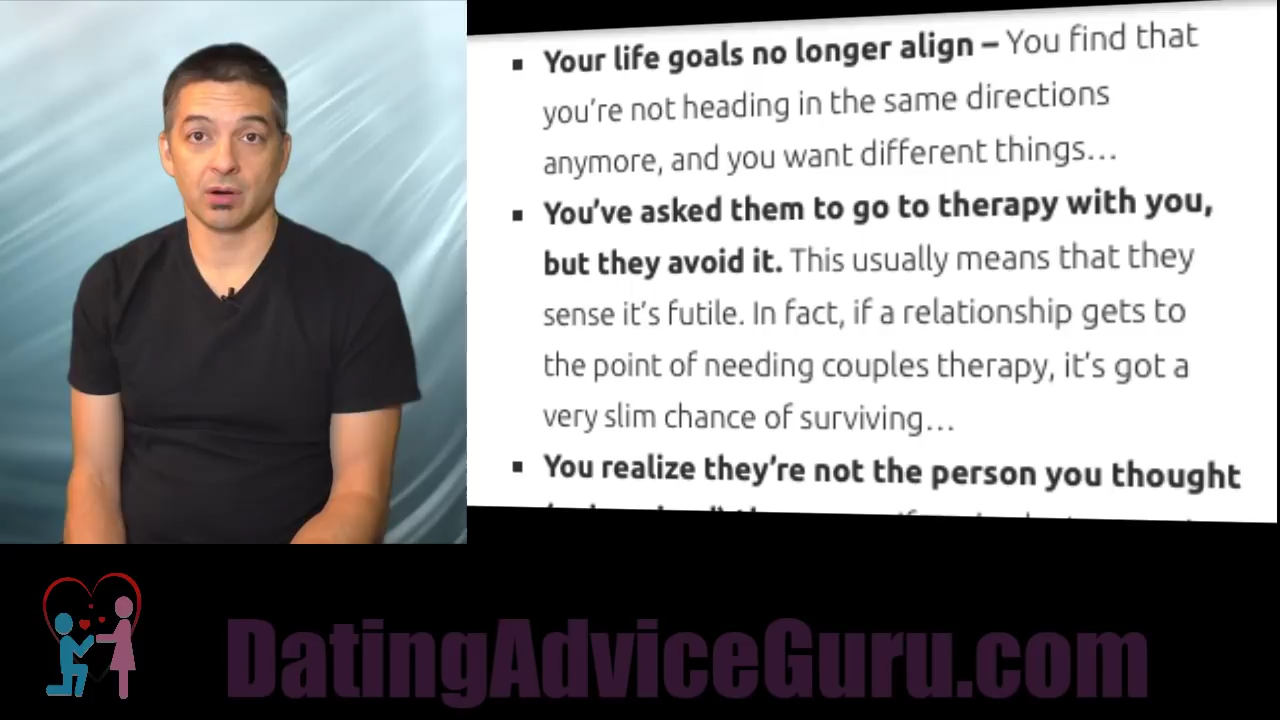 ▪ Your life goals no longer align – You find that
you're not heading in the same directions
anymore, and you want different things…
▪ You've asked them to go to therapy with you,
but they avoid it. This usually means that they
sense it's futile. In fact, if a relationship gets to
the point of needing couples therapy, it's got a
very slim chance of surviving…
▪ You realize they're not the person you thought
DatingAdviceGuru.com